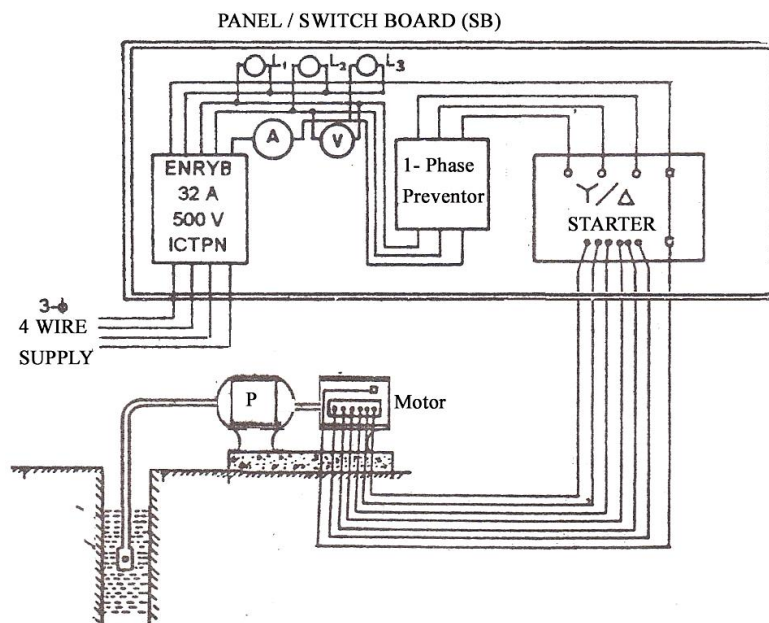 PANEL / SWITCH BOARD (SB)
L1
L2
L3
A
V
ENRYB
32 A
500 V
ICTPN
1- Phase
Preventor
Y/Δ
STARTER
3-ϕ
4 WIRE
SUPPLY
P
Motor